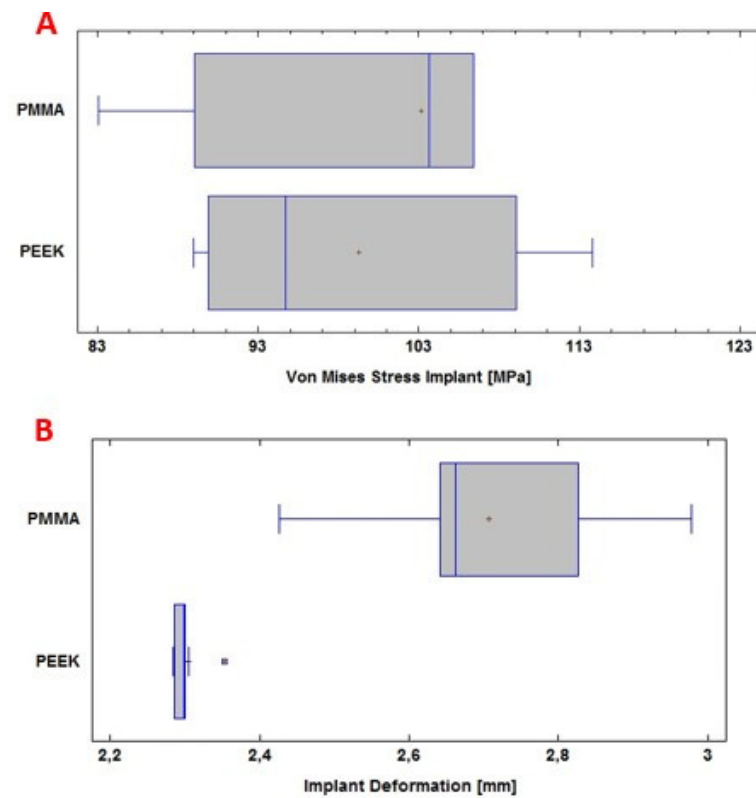 A
PMMA
PEEK
83 93 103 113 123
Von Mises Stress Implant [MPa]
B
PMMA
PEEK
2,2 2,4 2,6 2,8 3
Implant Deformation [mm]